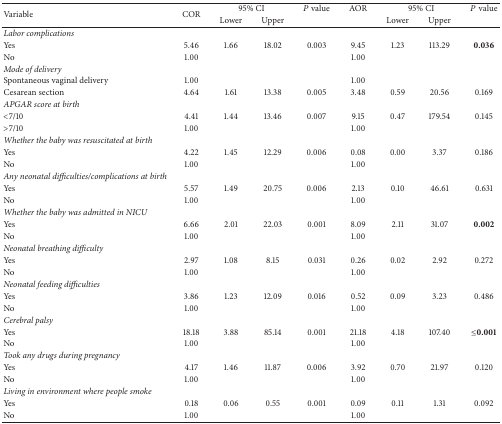 Variable COR 95% CI P value AOR 95% CI P value
Lower Upper Lower Upper
Labor complications
Yes 5.46 1.66 18.02 0.003 9.45 1.23 113.29 0.036
No 1.00 1.00
Mode of delivery
Spontaneous vaginal delivery 1.00 1.00
Cesarean section 4.64 1.61 13.38 0.005 3.48 0.59 20.56 0.169
APGAR score at birth
<7/10 4.41 1.44 13.46 0.007 9.15 0.47 179.54 0.145
>7/10 1.00 1.00
Whether the baby was resuscitated at birth
Yes 4.22 1.45 12.29 0.006 0.08 0.00 3.37 0.186
No 1.00 1.00
Any neonatal difficulties/complications at birth
Yes 5.57 1.49 20.75 0.006 2.13 0.10 46.61 0.631
No 1.00 1.00
Whether the baby was admitted in NICU
Yes 6.66 2.01 22.03 0.001 8.09 2.11 31.07 0.002
No 1.00 1.00
Neonatal breathing difficulty
Yes 2.97 1.08 8.15 0.031 0.26 0.02 2.92 0.272
No 1.00 1.00
Neonatal feeding difficulties
Yes 3.86 1.23 12.09 0.016 0.52 0.09 3.23 0.486
No 1.00 1.00
Cerebral palsy
Yes 18.18 3.88 85.14 0.001 21.18 4.18 107.40 ≤0.001
No 1.00 1.00
Took any drugs during pregnancy
Yes 4.17 1.46 11.87 0.006 3.92 0.70 21.97 0.120
No 1.00 1.00
Living in environment where people smoke
Yes 0.18 0.06 0.55 0.001 0.09 0.11 1.31 0.092
No 1.00 1.00